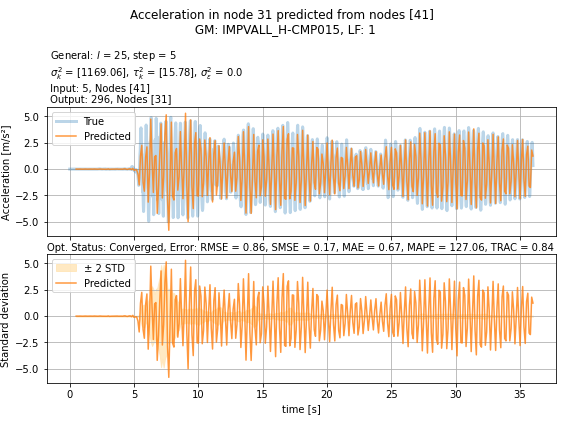 Acceleration in node 31 predicted from nodes [41]
GM: IMPVALL_H-CMP015, LF: 1
General: l = 25, step = 5
σ²ₖ = [1169.06], τ²ₖ = [15.78], σ²ε = 0.0
Input: 5, Nodes [41]
Output: 296, Nodes [31]
Acceleration [m/s²]
5.0
2.5
0.0
−2.5
−5.0
True
Predicted
Opt. Status: Converged, Error: RMSE = 0.86, SMSE = 0.17, MAE = 0.67, MAPE = 127.06, TRAC = 0.84
Standard deviation
5.0
2.5
0.0
−2.5
−5.0
± 2 STD
Predicted
0 5 10 15 20 25 30 35
time [s]